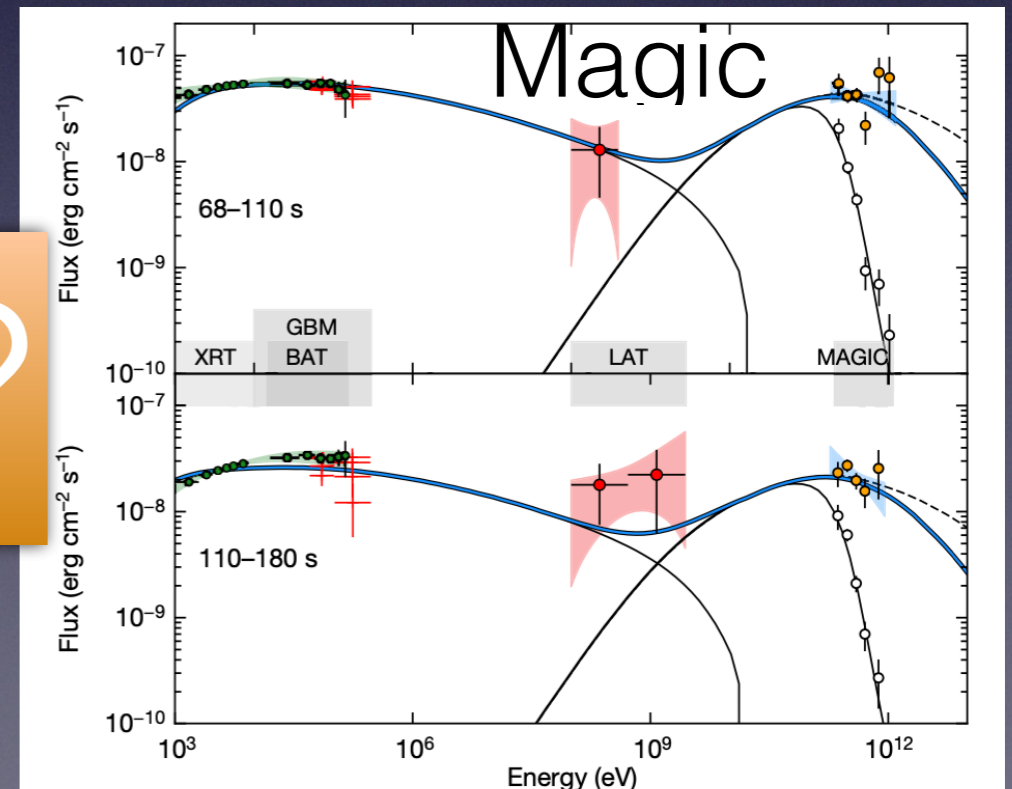 Magic
10⁻⁷
10⁻⁸
10⁻⁹
10⁻¹⁰
Flux (erg cm⁻² s⁻¹)
68–110 s
GBM
XRT BAT LAT MAGIC
10⁻⁷
10⁻⁸
10⁻⁹
10⁻¹⁰
Flux (erg cm⁻² s⁻¹)
110–180 s
10³ 10⁶ 10⁹ 10¹²
Energy (eV)